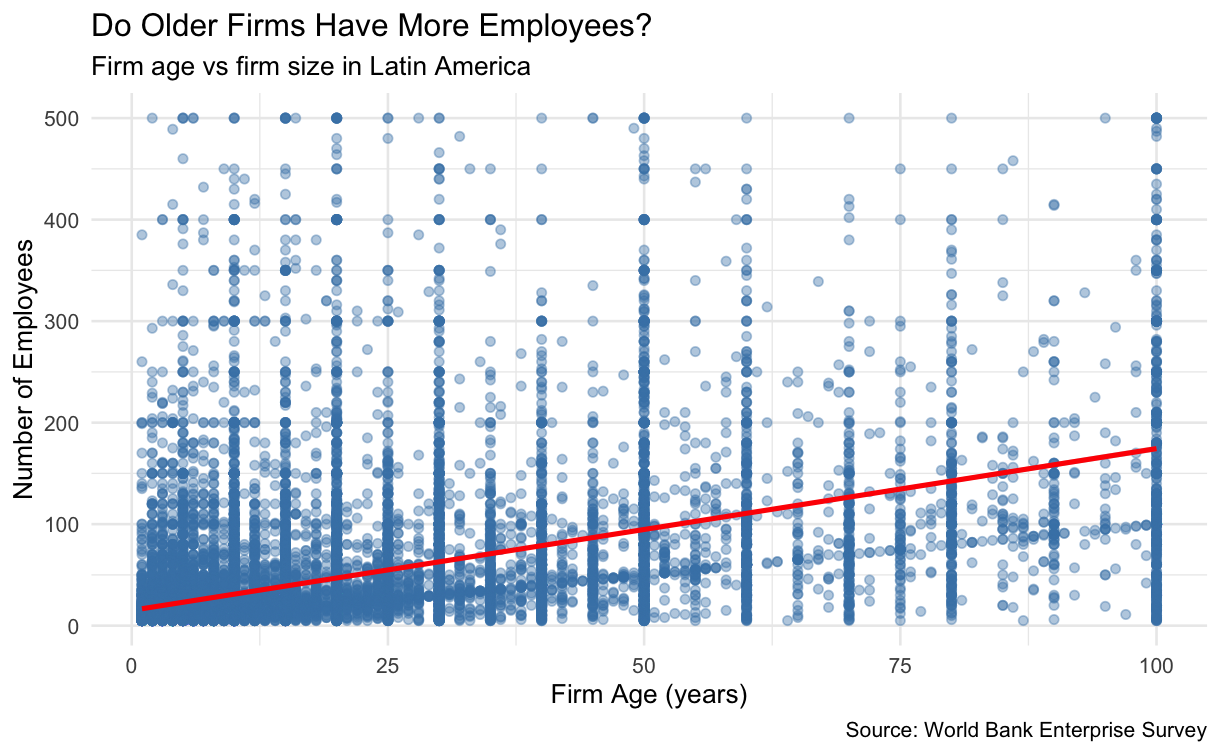 Do Older Firms Have More Employees?
Firm age vs firm size in Latin America
500
400
300
200
100
0
Number of Employees
0 25 50 75 100
Firm Age (years)
Source: World Bank Enterprise Survey